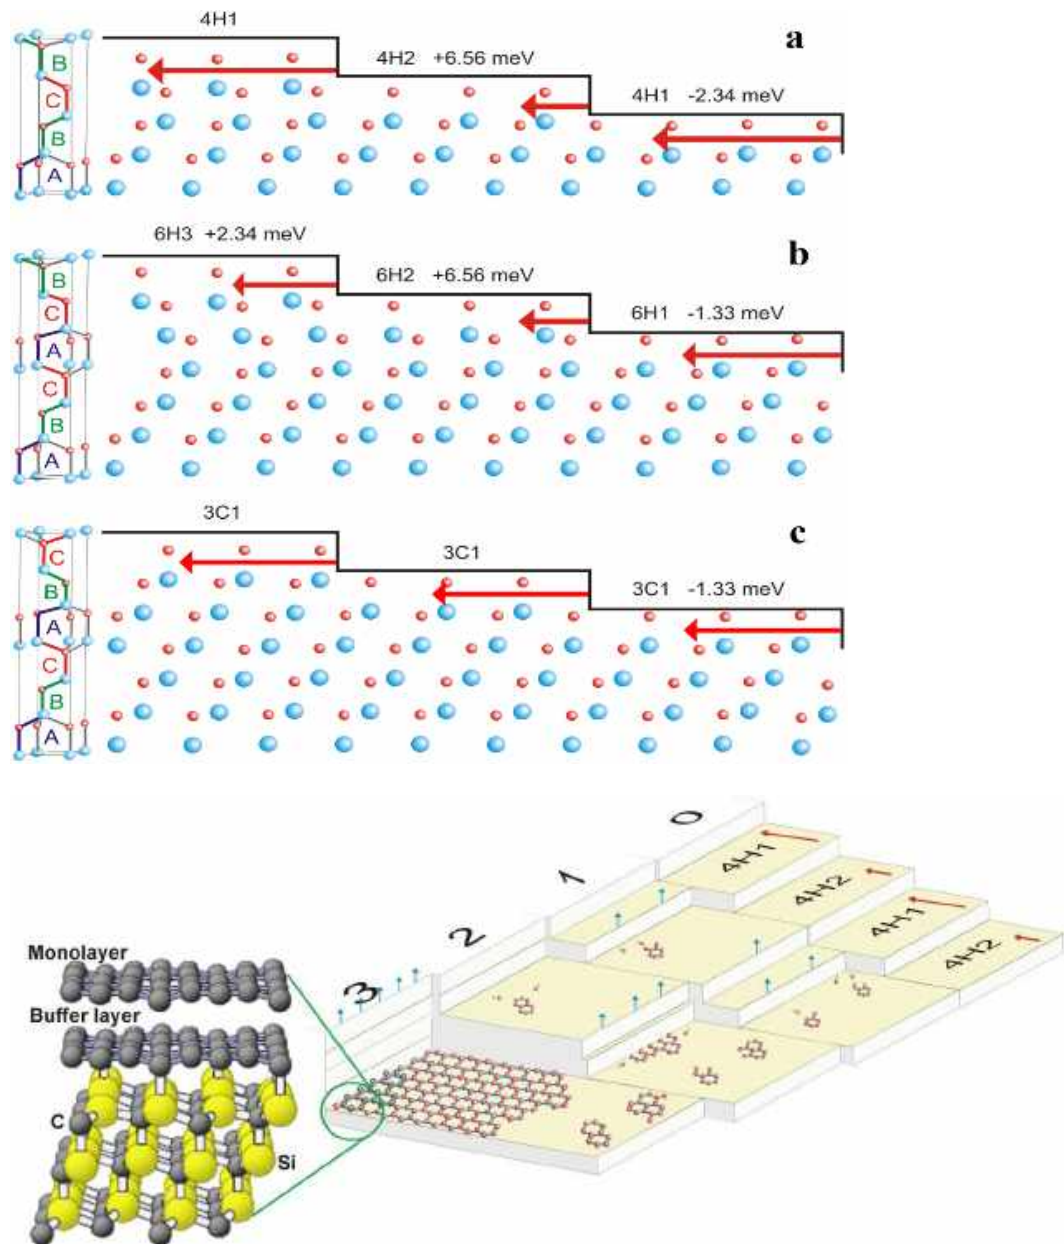 4H1
a
4H2 +6.56 meV
4H1 -2.34 meV
B
C
B
A
6H3 +2.34 meV
b
6H2 +6.56 meV
6H1 -1.33 meV
B
C
A
C
B
A
3C1
c
3C1
3C1 -1.33 meV
C
B
A
C
B
A
0
1
2
3
4H1
4H2
4H1
4H2
Monolayer
Buffer layer
C
Si